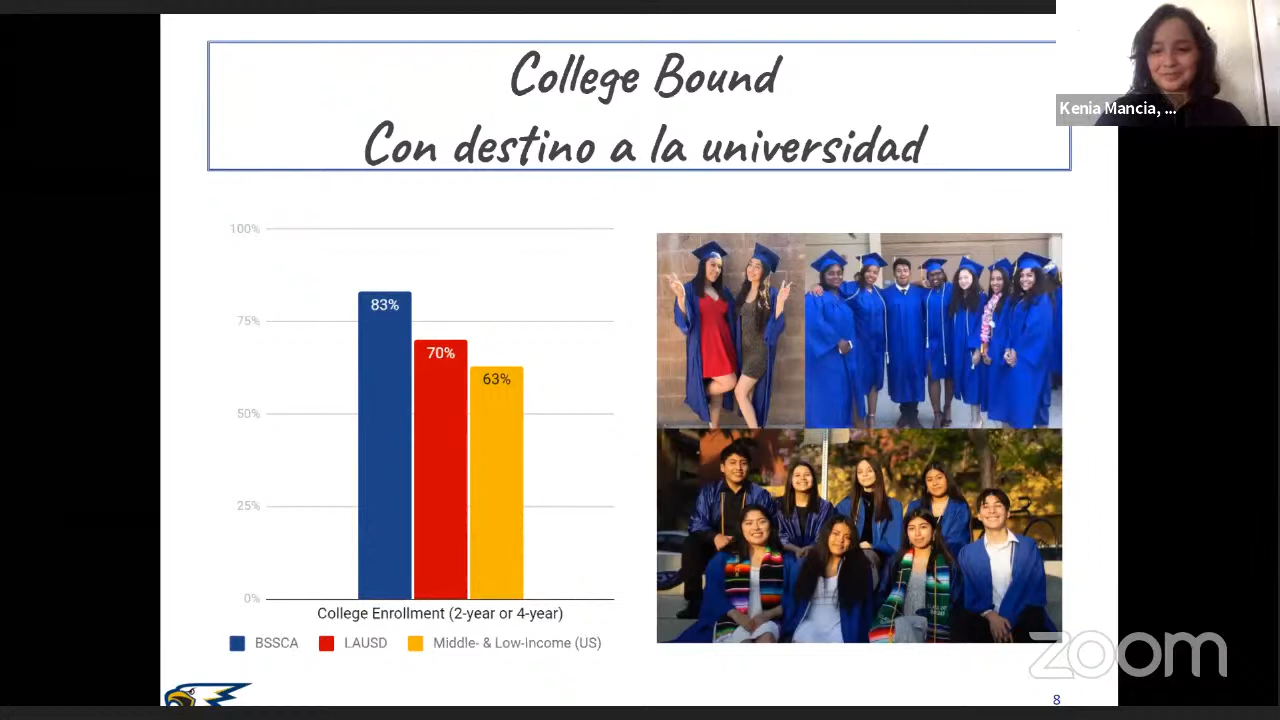 College Bound
Con destino a la universidad
Kenia Mancia, ...
100%
75%
50%
25%
0%
83%
70%
63%
College Enrollment (2-year or 4-year)
BSSCA
LAUSD
Middle- & Low-Income (US)
zoom
8